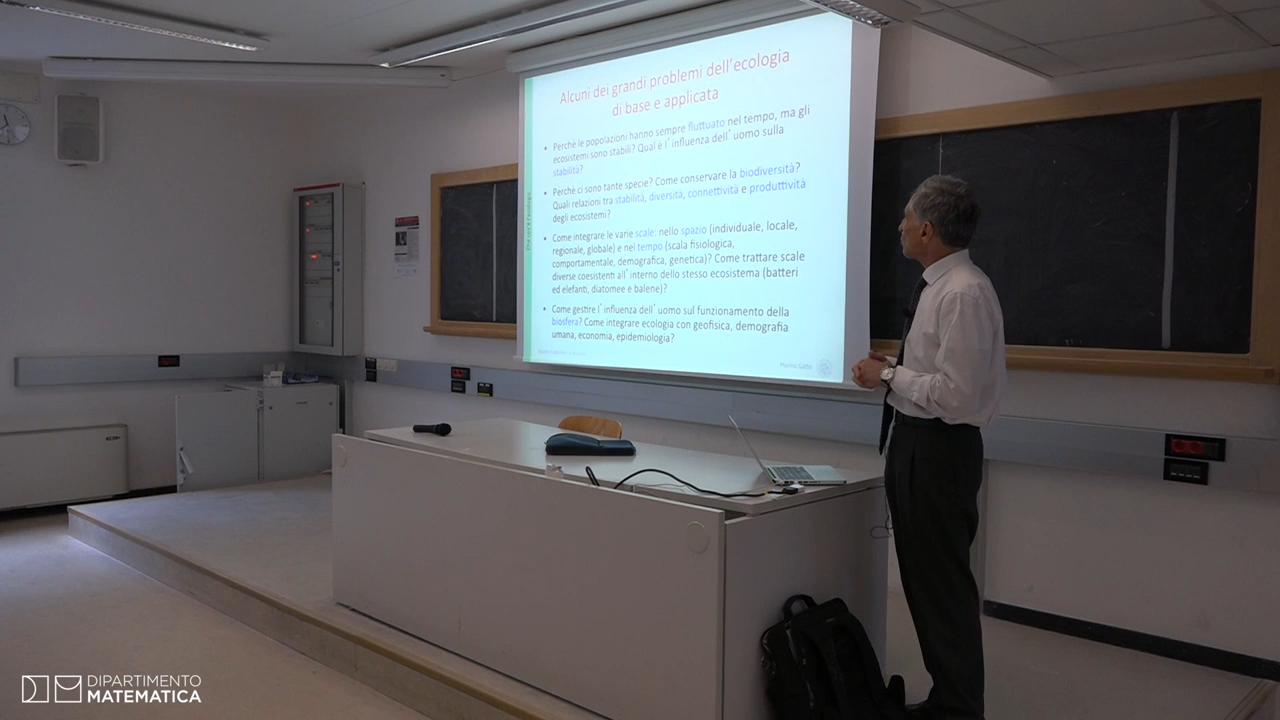 Alcuni dei grandi problemi dell'ecologia
di base e applicata
• Perchè le popolazioni hanno sempre fluttuato nel tempo, ma gli
ecosistemi sono stabili? Qual è l'influenza dell'uomo sulla
stabilità?
• Perchè ci sono tante specie? Come conservare la biodiversità?
Quali relazioni tra stabilità, diversità, connettività e produttività
degli ecosistemi?
• Come integrare le varie scale: nello spazio (individuale, locale,
regionale, globale) e nel tempo (scala fisiologica,
comportamentale, demografica, genetica)? Come trattare scale
diverse coesistenti all'interno dello stesso ecosistema (batteri
ed elefanti, diatomee e balene)?
• Come gestire l'influenza dell'uomo sul funzionamento della
biosfera? Come integrare ecologia con geofisica, demografia
umana, economia, epidemiologia?
Marino Gatto
DIPARTIMENTO
MATEMATICA